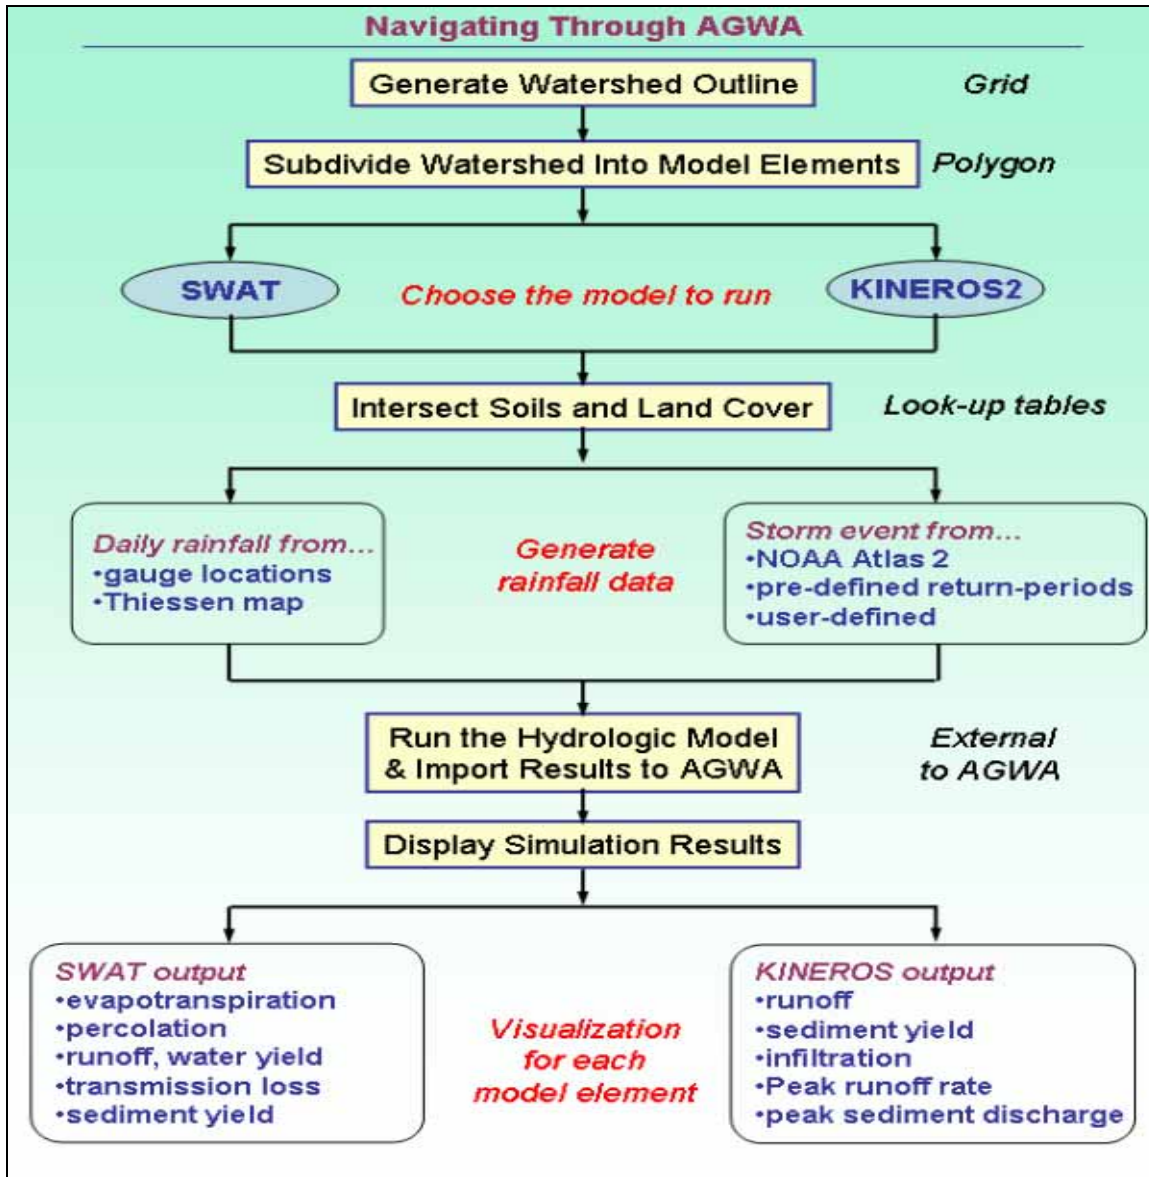 Navigating Through AGWA
Generate Watershed Outline
Grid
Subdivide Watershed Into Model Elements
Polygon
SWAT
Choose the model to run
KINEROS2
Intersect Soils and Land Cover
Look-up tables
Daily rainfall from...
•gauge locations
•Thiessen map
Generate
rainfall data
Storm event from...
•NOAA Atlas 2
•pre-defined return-periods
•user-defined
Run the Hydrologic Model
& Import Results to AGWA
External
to AGWA
Display Simulation Results
SWAT output
•evapotranspiration
•percolation
•runoff, water yield
•transmission loss
•sediment yield
Visualization
for each
model element
KINEROS output
•runoff
•sediment yield
•infiltration
•Peak runoff rate
•peak sediment discharge